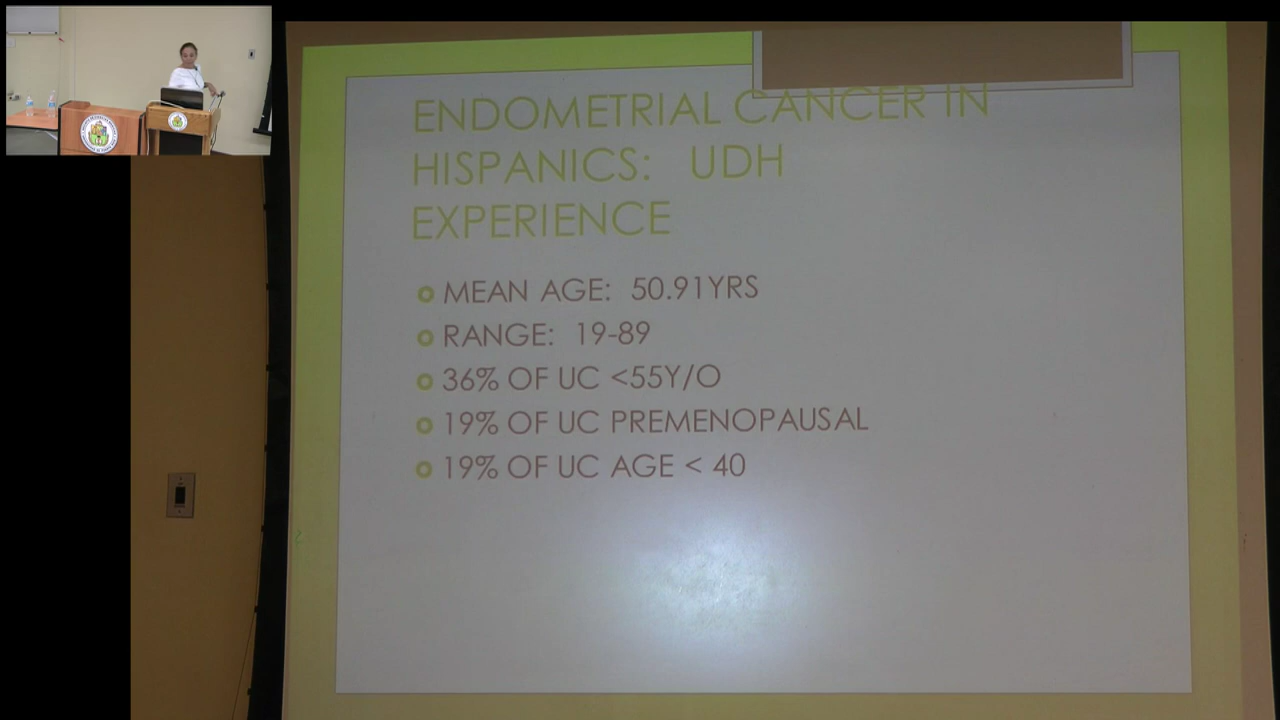 ENDOMETRIAL CANCER IN
HISPANICS: UDH
EXPERIENCE
MEAN AGE: 50.91YRS
RANGE: 19-89
36% OF UC <55Y/O
19% OF UC PREMENOPAUSAL
19% OF UC AGE < 40